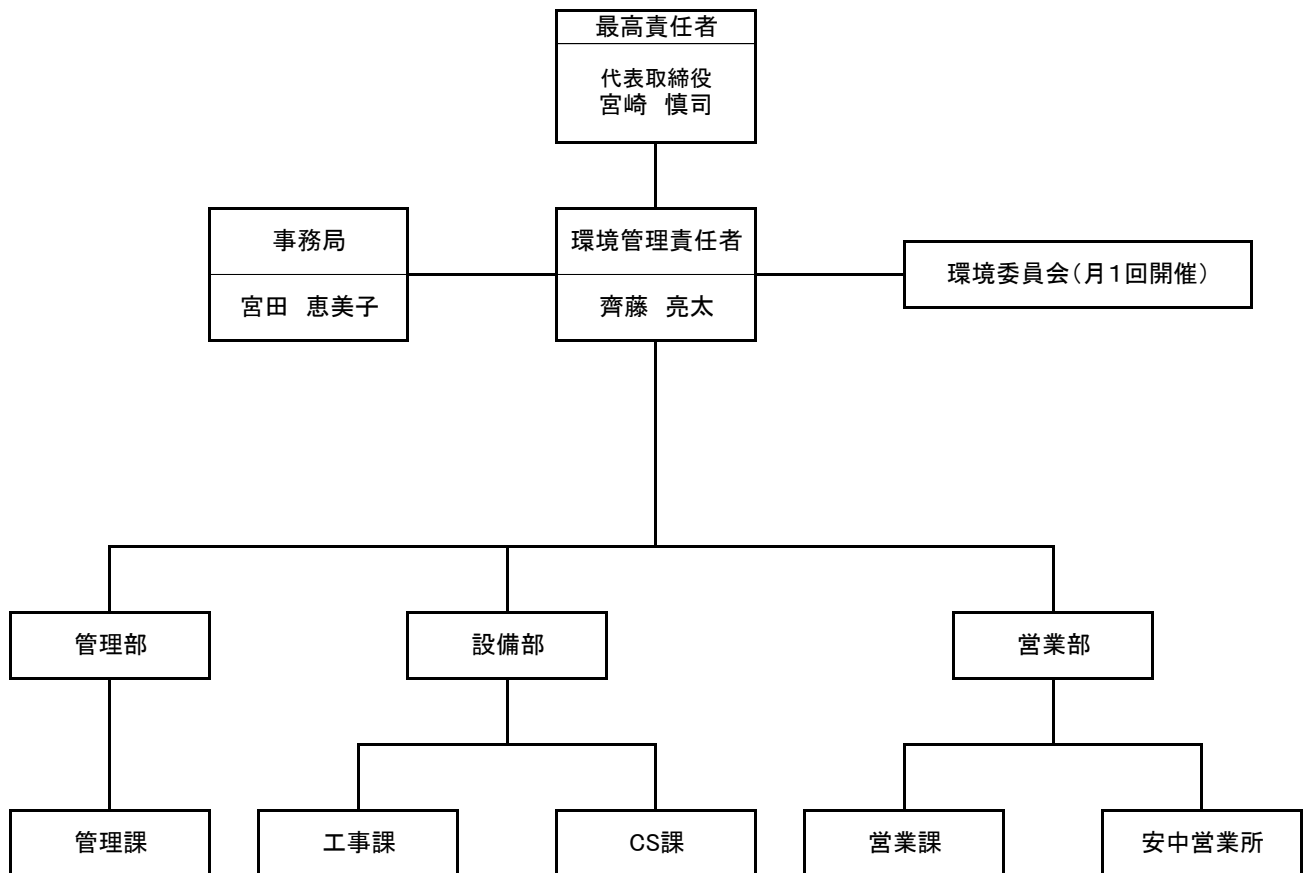 最高責任者
代表取締役
宮崎　慎司
事務局
宮田　恵美子
環境管理責任者
齊藤　亮太
環境委員会（月１回開催）
管理部
設備部
営業部
管理課
工事課
CS課
営業課
安中営業所